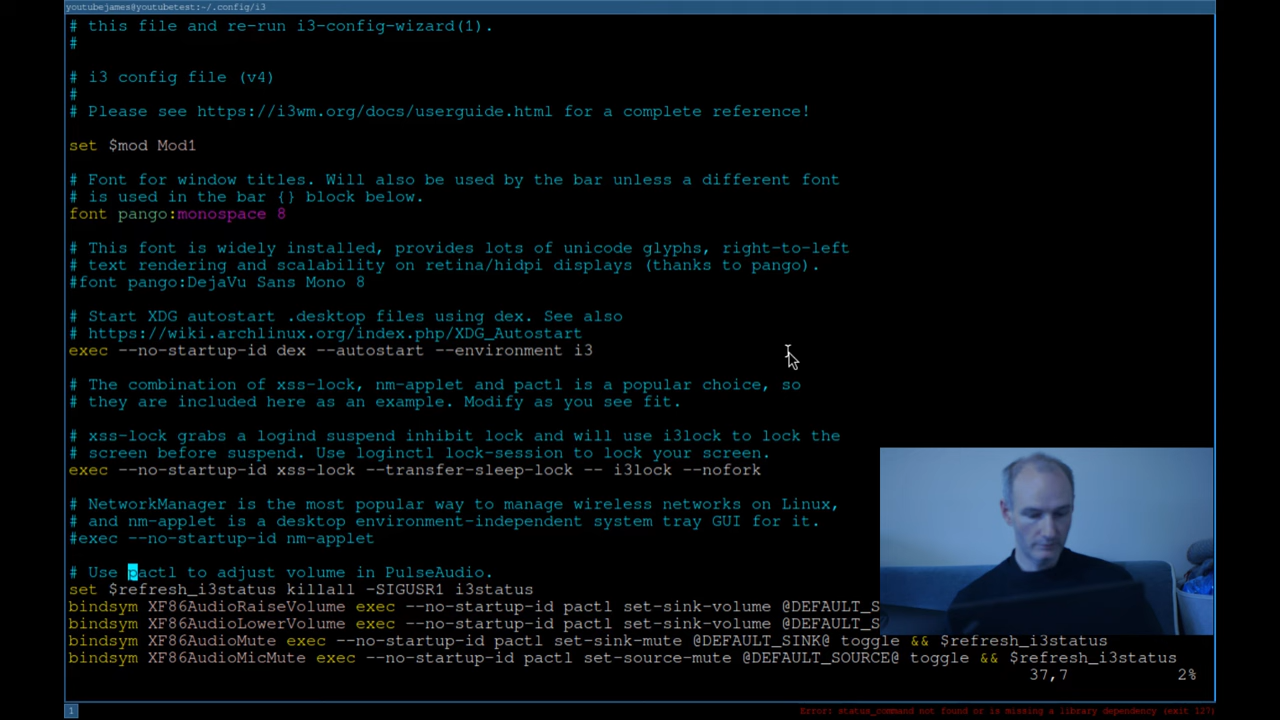 youtubejames@youtubetest:~/.config/i3
# this file and re-run i3-config-wizard(1).
#
# i3 config file (v4)
#
# Please see https://i3wm.org/docs/userguide.html for a complete reference!
set $mod Mod1
# Font for window titles. Will also be used by the bar unless a different font
# is used in the bar {} block below.
font pango:monospace 8
# This font is widely installed, provides lots of unicode glyphs, right-to-left
# text rendering and scalability on retina/hidpi displays (thanks to pango).
#font pango:DejaVu Sans Mono 8
# Start XDG autostart .desktop files using dex. See also
# https://wiki.archlinux.org/index.php/XDG_Autostart
exec --no-startup-id dex --autostart --environment i3
# The combination of xss-lock, nm-applet and pactl is a popular choice, so
# they are included here as an example. Modify as you see fit.
# xss-lock grabs a logind suspend inhibit lock and will use i3lock to lock the
# screen before suspend. Use loginctl lock-session to lock your screen.
exec --no-startup-id xss-lock --transfer-sleep-lock -- i3lock --nofork
# NetworkManager is the most popular way to manage wireless networks on Linux,
# and nm-applet is a desktop environment-independent system tray GUI for it.
#exec --no-startup-id nm-applet
# Use pactl to adjust volume in PulseAudio.
set $refresh_i3status killall -SIGUSR1 i3status
bindsym XF86AudioRaiseVolume exec --no-startup-id pactl set-sink-volume @DEFAULT_S
bindsym XF86AudioLowerVolume exec --no-startup-id pactl set-sink-volume @DEFAULT_S
bindsym XF86AudioMute exec --no-startup-id pactl set-sink-mute @DEFAULT_SINK@ toggle && $refresh_i3status
bindsym XF86AudioMicMute exec --no-startup-id pactl set-source-mute @DEFAULT_SOURCE@ toggle && $refresh_i3status
37,7 2%
1 Error: status_command not found or is missing a library dependency (exit 127)